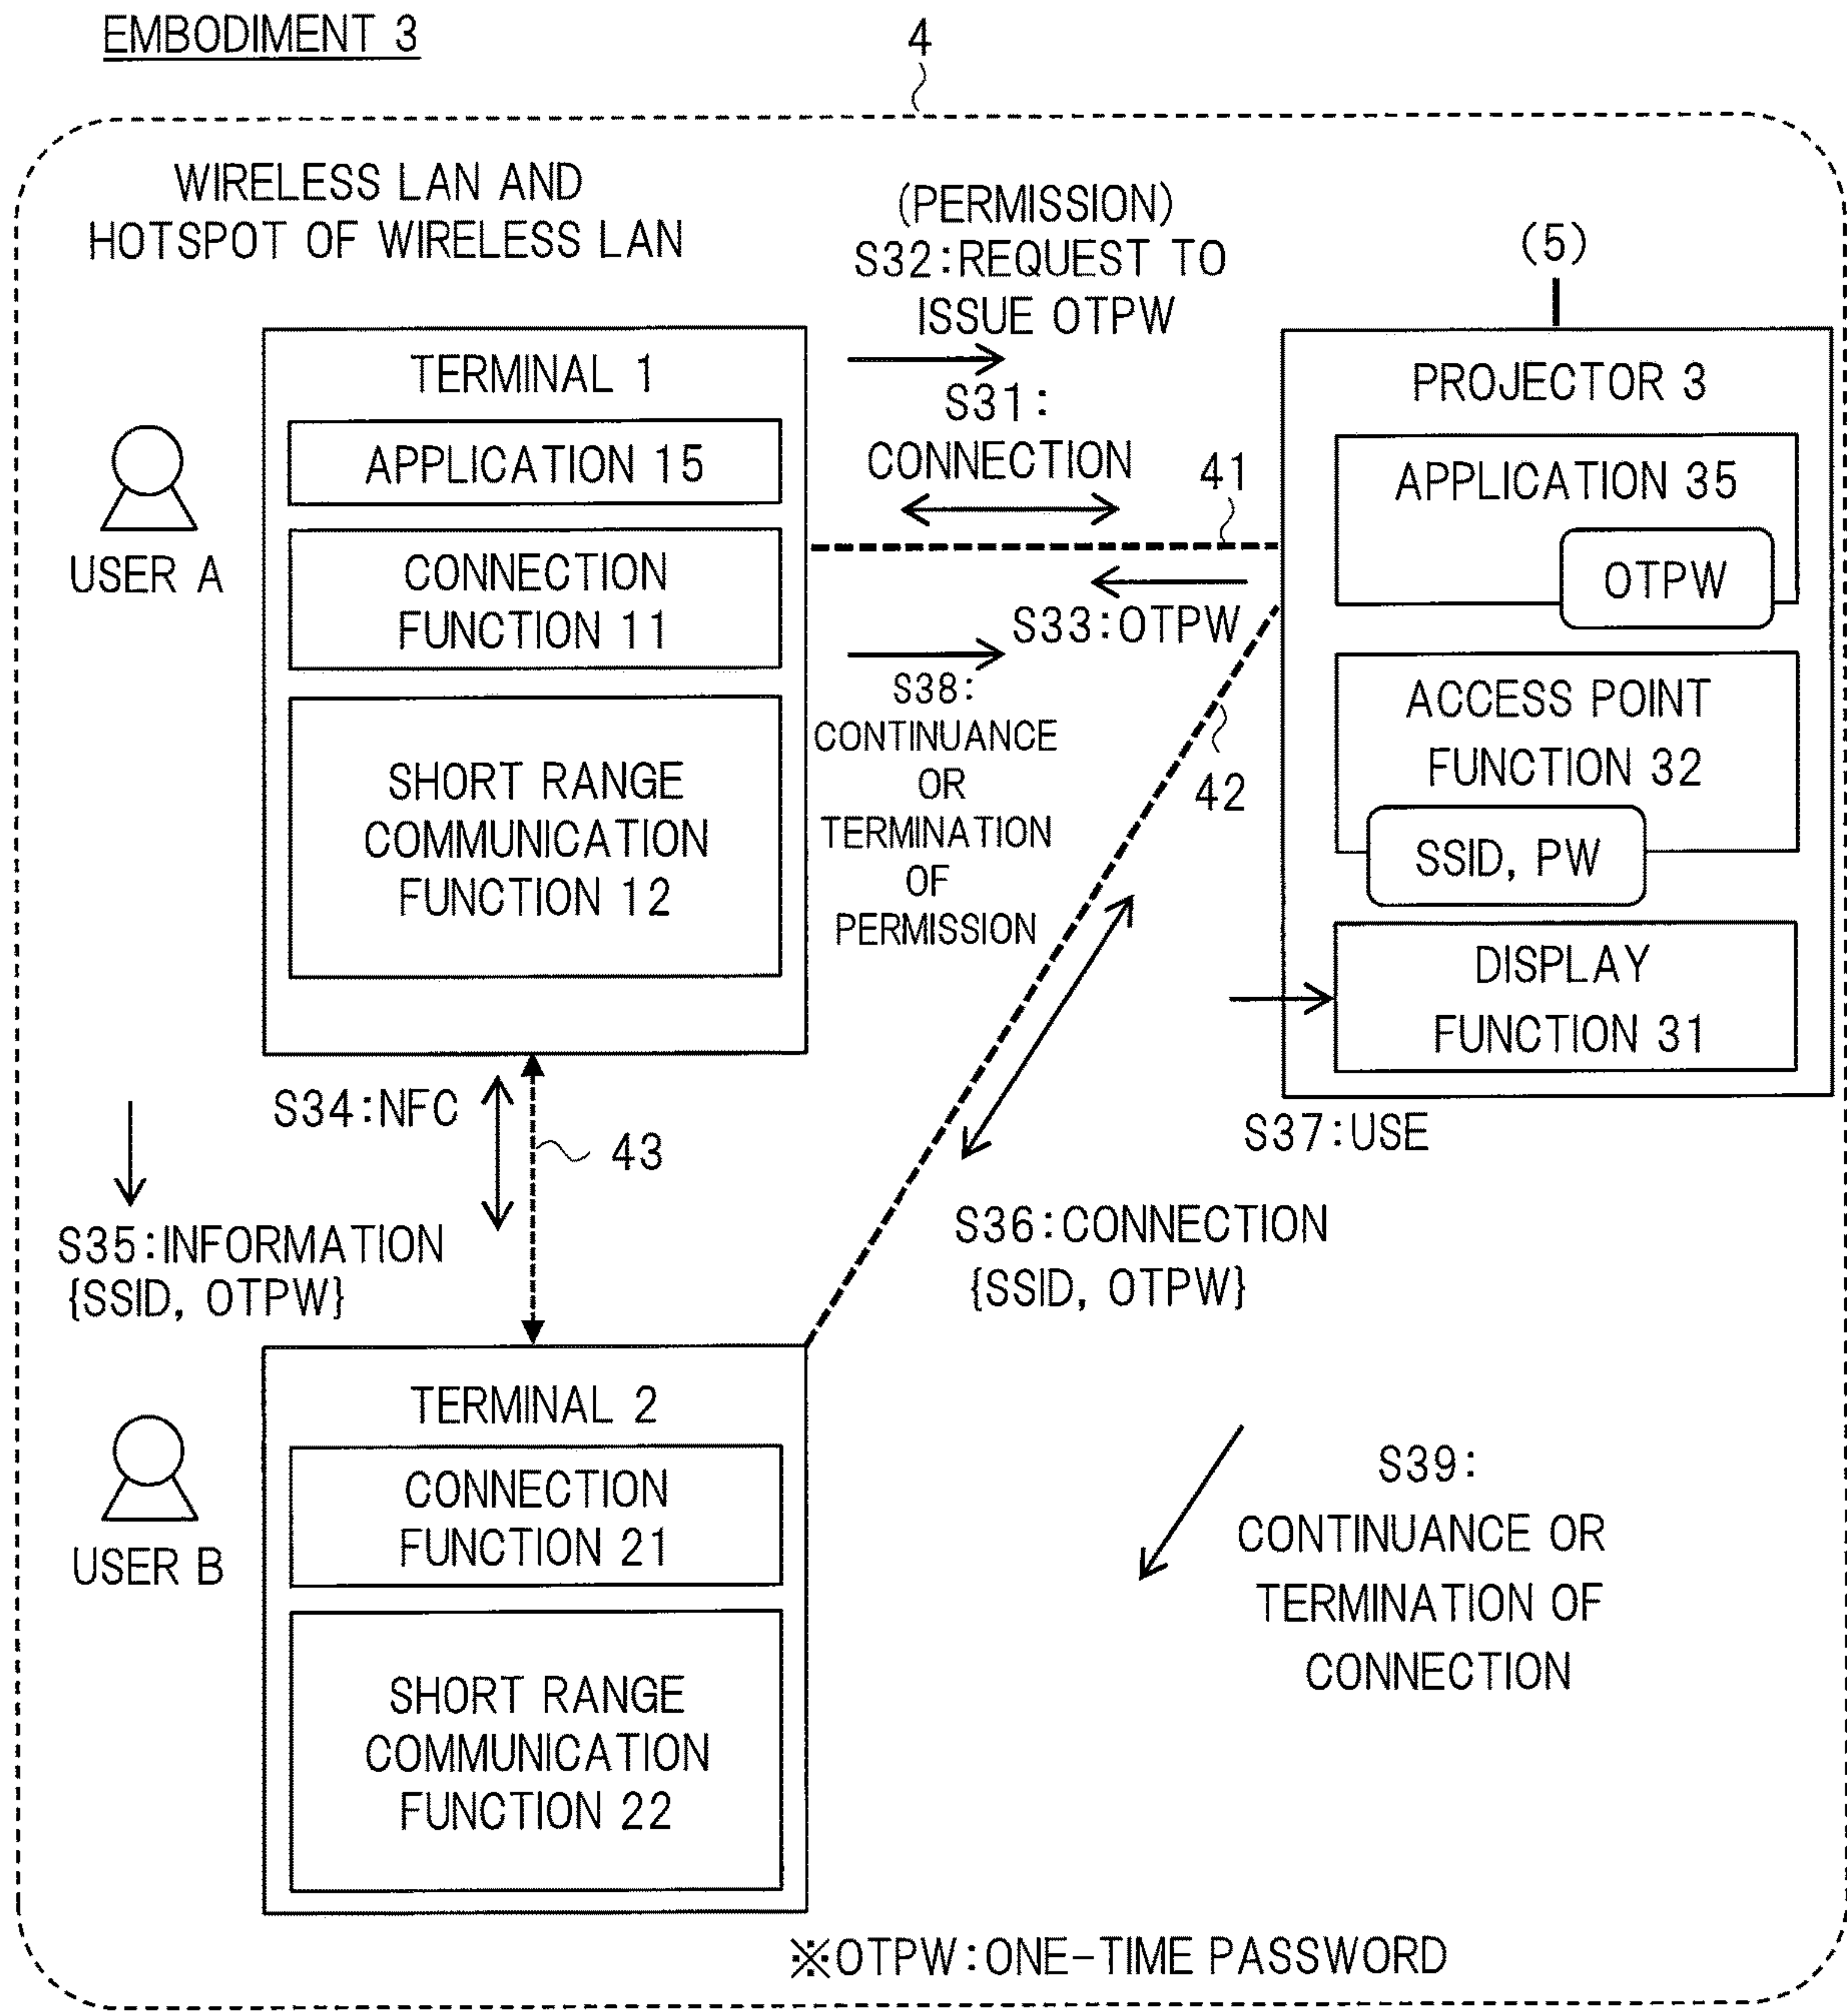 EMBODIMENT 3
4
WIRELESS LAN AND
HOTSPOT OF WIRELESS LAN
(PERMISSION)
S32:REQUEST TO
ISSUE OTPW
(5)
TERMINAL 1
APPLICATION 15
CONNECTION
FUNCTION 11
SHORT RANGE
COMMUNICATION
FUNCTION 12
USER A
S31:
CONNECTION
41
S33:OTPW
S38:
CONTINUANCE
OR
TERMINATION
OF
PERMISSION
42
PROJECTOR 3
APPLICATION 35
OTPW
ACCESS POINT
FUNCTION 32
SSID, PW
DISPLAY
FUNCTION 31
S37:USE
S34:NFC
43
S35:INFORMATION
{SSID, OTPW}
S36:CONNECTION
{SSID, OTPW}
TERMINAL 2
CONNECTION
FUNCTION 21
SHORT RANGE
COMMUNICATION
FUNCTION 22
USER B
S39:
CONTINUANCE OR
TERMINATION OF
CONNECTION
※OTPW:ONE-TIME PASSWORD